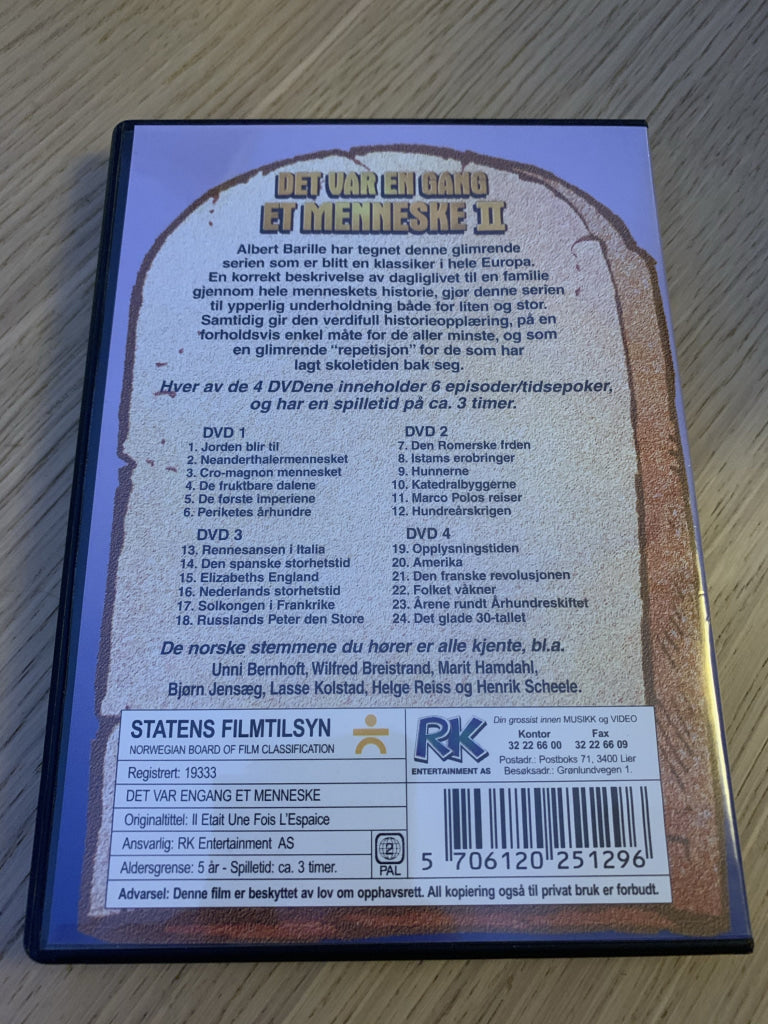 DET VAR EN GANG
ET MENNESKE II
Albert Barille har tegnet denne glimrende
serien som er blitt en klassiker i hele Europa.
En korrekt beskrivelse av dagliglivet til en familie
gjennom hele menneskets historie, gjør denne serien
til ypperlig underholdning både for liten og stor.
Samtidig gir den verdifull historieopplæring, på en
forholdsvis enkel måte for de aller minste, og som
en glimrende "repetisjon" for de som har
lagt skoletiden bak seg.
Hver av de 4 DVDene inneholder 6 episoder/tidsepoker,
og har en spilletid på ca. 3 timer.
DVD 1
1. Jorden blir til
2. Neanderthalermennesket
3. Cro-magnon mennesket
4. De fruktbare dalene
5. De første imperiene
6. Periketes århundre
DVD 2
7. Den Romerske frden
8. Istams erobringer
9. Hunnerne
10. Katedralbyggerne
11. Marco Polos reiser
12. Hundreårskrigen
DVD 3
13. Rennesansen i Italia
14. Den spanske storhetstid
15. Elizabeths England
16. Nederlands storhetstid
17. Solkongen i Frankrike
18. Russlands Peter den Store
DVD 4
19. Opplysningstiden
20. Amerika
21. Den franske revolusjonen
22. Folket våkner
23. Årene rundt Århundreskiftet
24. Det glade 30-tallet
De norske stemmene du hører er alle kjente, bl.a.
Unni Bernhoft, Wilfred Breistrand, Marit Hamdahl,
Bjørn Jensæg, Lasse Kolstad, Helge Reiss og Henrik Scheele.
STATENS FILMTILSYN
NORWEGIAN BOARD OF FILM CLASSIFICATION
Registrert: 19333
DET VAR ENGANG ET MENNESKE
Originaltittel: Il Etait Une Fois L'Espaice
Ansvarlig: RK Entertainment AS
Aldersgrense: 5 år - Spilletid: ca. 3 timer.
2
PAL
RK
ENTERTAINMENT AS
Din grossist innen MUSIKK og VIDEO
Kontor Fax
32 22 66 00 32 22 66 09
Postadr.: Postboks 71, 3400 Lier
Besøksadr.: Grønlundvegen 1.
5 706120 251296
Advarsel: Denne film er beskyttet av lov om opphavsrett. All kopiering også til privat bruk er forbudt.